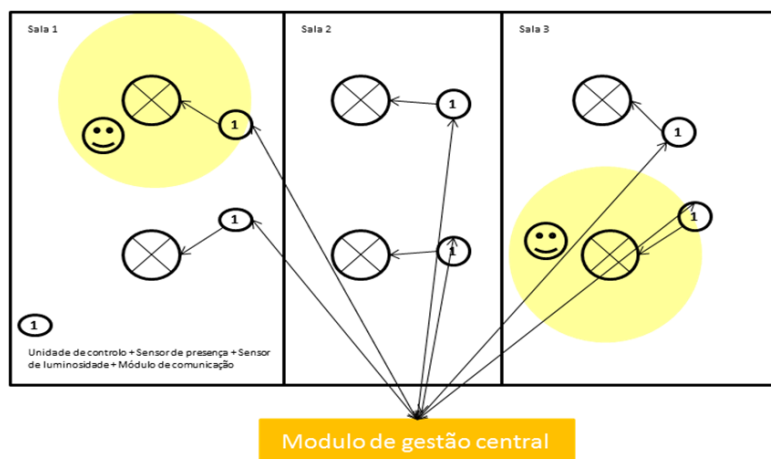 Sala 1
Sala 2
Sala 3
1
1
1
1
1
1
1
Unidade de controlo + Sensor de presença + Sensor
de luminosidade + Módulo de comunicação
Modulo de gestão central